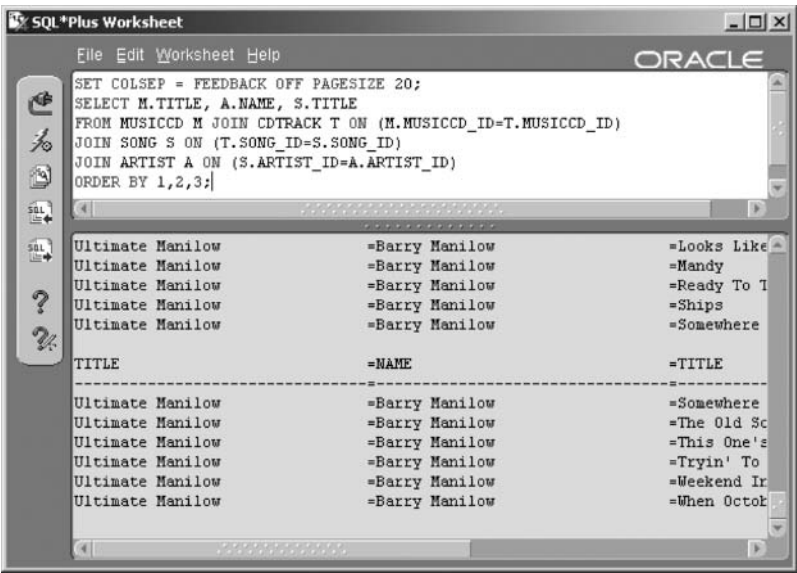 SQL*Plus Worksheet
File Edit Worksheet Help
ORACLE
SET COLSEP = FEEDBACK OFF PAGESIZE 20;
SELECT M.TITLE, A.NAME, S.TITLE
FROM MUSICCD M JOIN CDTRACK T ON (M.MUSICCD_ID=T.MUSICCD_ID)
JOIN SONG S ON (T.SONG_ID=S.SONG_ID)
JOIN ARTIST A ON (S.ARTIST_ID=A.ARTIST_ID)
ORDER BY 1,2,3;
SQL
SQL
Ultimate Manilow =Barry Manilow =Looks Like
Ultimate Manilow =Barry Manilow =Mandy
Ultimate Manilow =Barry Manilow =Ready To T
Ultimate Manilow =Barry Manilow =Ships
Ultimate Manilow =Barry Manilow =Somewhere
TITLE =NAME =TITLE
Ultimate Manilow =Barry Manilow =Somewhere
Ultimate Manilow =Barry Manilow =The Old So
Ultimate Manilow =Barry Manilow =This One's
Ultimate Manilow =Barry Manilow =Tryin' To
Ultimate Manilow =Barry Manilow =Weekend In
Ultimate Manilow =Barry Manilow =When Octob